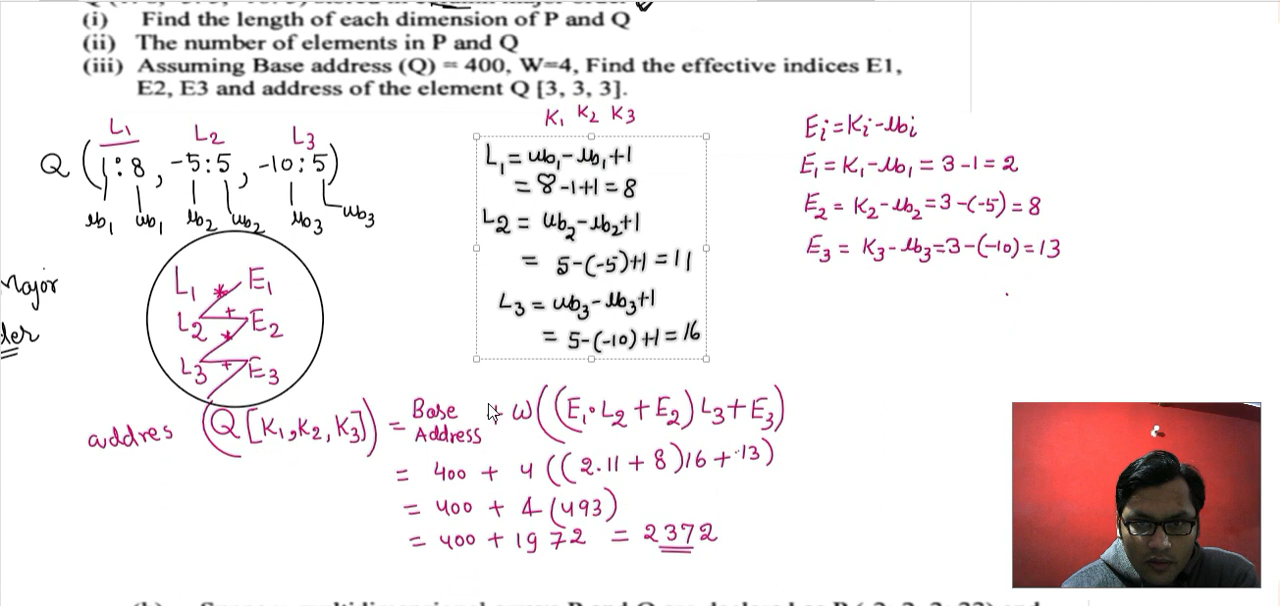 (i) Find the length of each dimension of P and Q
(ii) The number of elements in P and Q
(iii) Assuming Base address (Q) = 400, W=4, Find the effective indices E1,
E2, E3 and address of the element Q [3, 3, 3].
K1 K2 K3
L1 L2 L3
Q (1:8, -5:5, -10:5)
lb1 ub1 lb2 ub2 lb3 ub3
Major
L1 * E1
L2 + * E2
L3 + E3
L1 = ub1-lb1+1
= 8-1+1=8
L2 = ub2-lb2+1
= 5-(-5)+1=11
L3 = ub3-lb3+1
= 5-(-10)+1=16
Ei=Ki-lbi
E1=K1-lb1=3-1=2
E2=K2-lb2=3-(-5)=8
E3=K3-lb3=3-(-10)=13
addres (Q[K1,K2,K3]) = Base Address + w((E1.L2+E2)L3+E3)
= 400 + 4((2.11+8)16+13)
= 400 + 4(493)
= 400 + 1972 = 2372